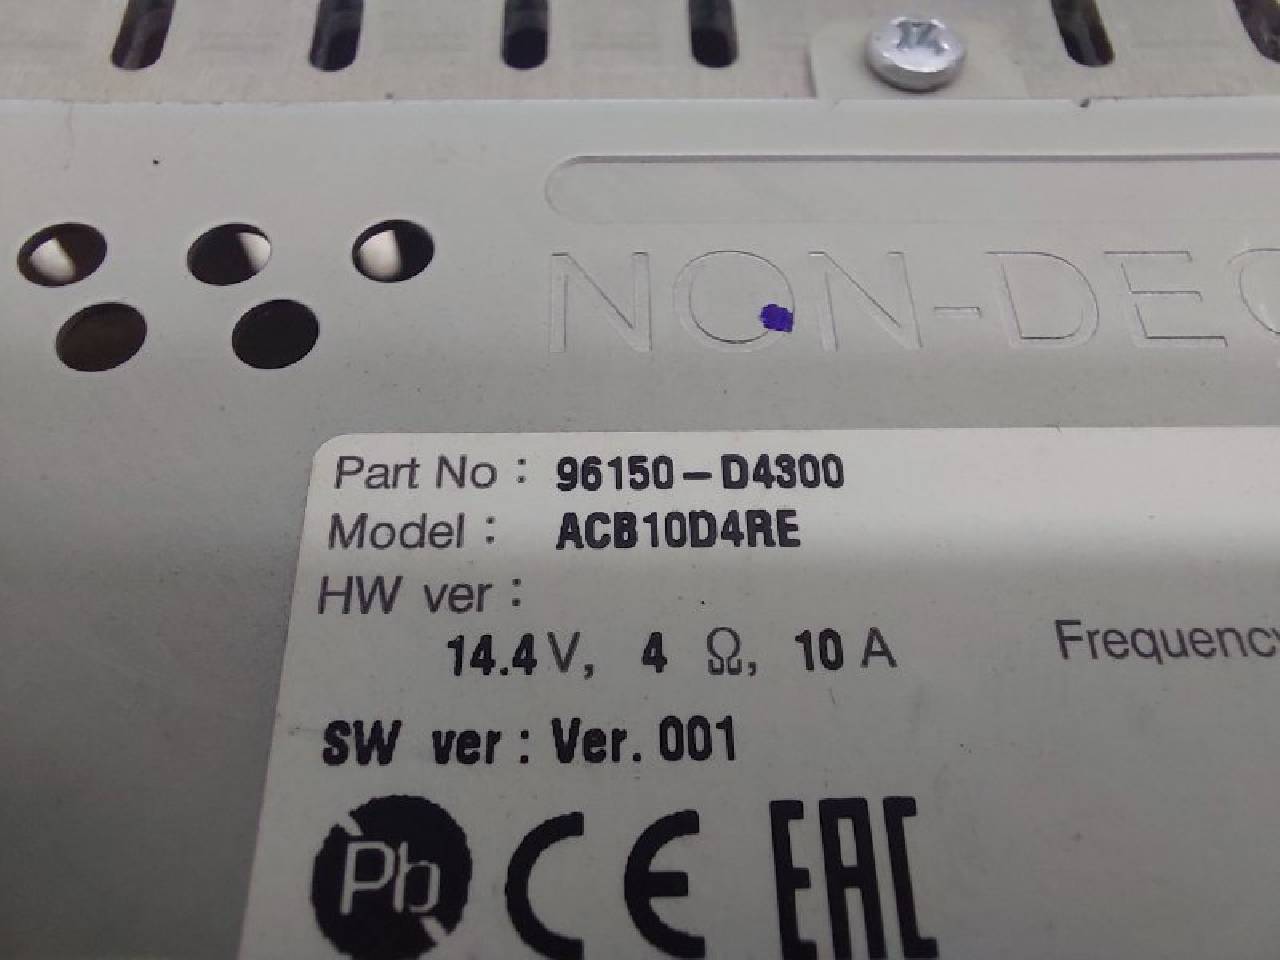 NON-DEC
Part No : 96150-D4300
Model : ACB10D4RE
HW ver :
14.4V, 4 Ω, 10 A
Frequency
SW ver : Ver. 001
Pb CE EAC